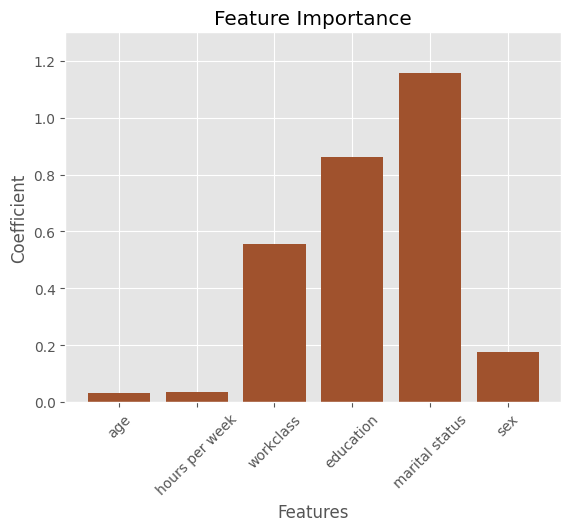 Feature Importance
1.2
1.0
0.8
0.6
0.4
0.2
0.0
Coefficient
age
hours per week
workclass
education
marital status
sex
Features